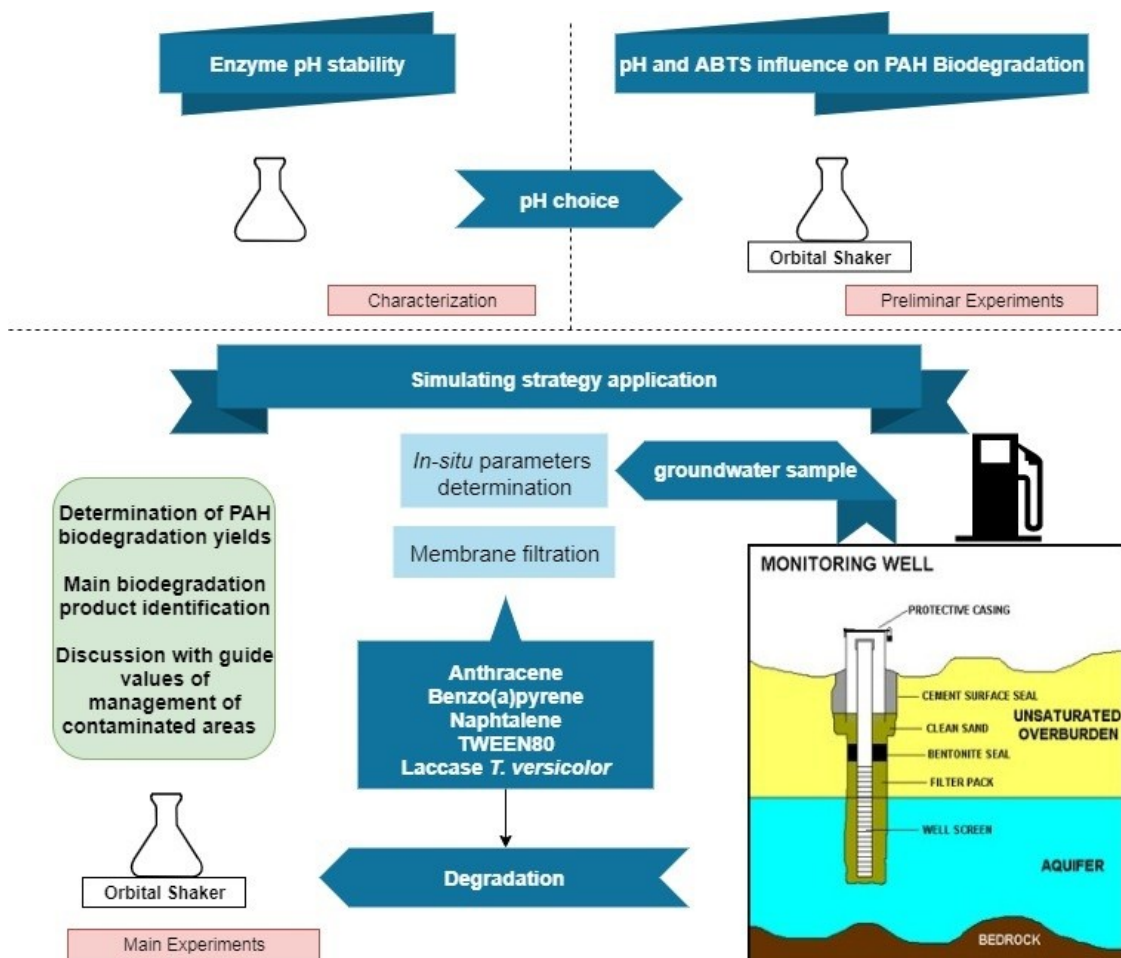 Enzyme pH stability
pH and ABTS influence on PAH Biodegradation
pH choice
Orbital Shaker
Characterization
Preliminar Experiments
Simulating strategy application
In-situ parameters
determination
groundwater sample
Membrane filtration
Determination of PAH
biodegradation yields
Main biodegradation
product identification
Discussion with guide
values of
management of
contaminated areas
Anthracene
Benzo(a)pyrene
Naphtalene
TWEEN80
Laccase T. versicolor
Degradation
Orbital Shaker
Main Experiments
MONITORING WELL
PROTECTIVE CASING
CEMENT SURFACE SEAL
UNSATURATED
OVERBURDEN
CLEAN SAND
BENTONITE SEAL
FILTER PACK
WELL SCREEN
AQUIFER
BEDROCK